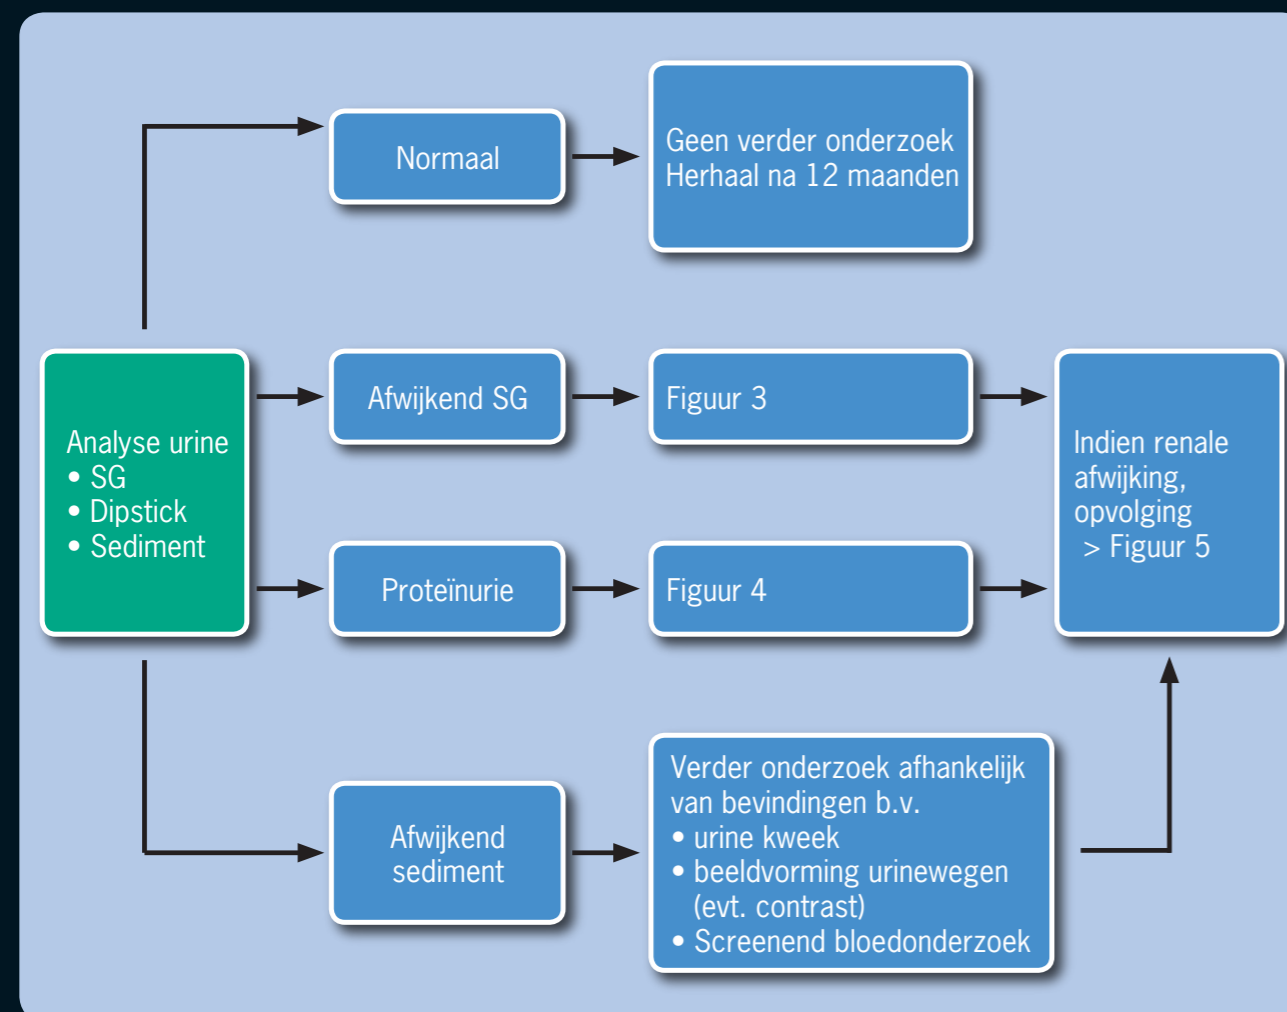 Normaal
Geen verder onderzoek
Herhaal na 12 maanden
Analyse urine
• SG
• Dipstick
• Sediment
Afwijkend SG
Figuur 3
Proteïnurie
Figuur 4
Indien renale
afwijking,
opvolging
> Figuur 5
Afwijkend
sediment
Verder onderzoek afhankelijk
van bevindingen b.v.
• urine kweek
• beeldvorming urinewegen
(evt. contrast)
• Screenend bloedonderzoek